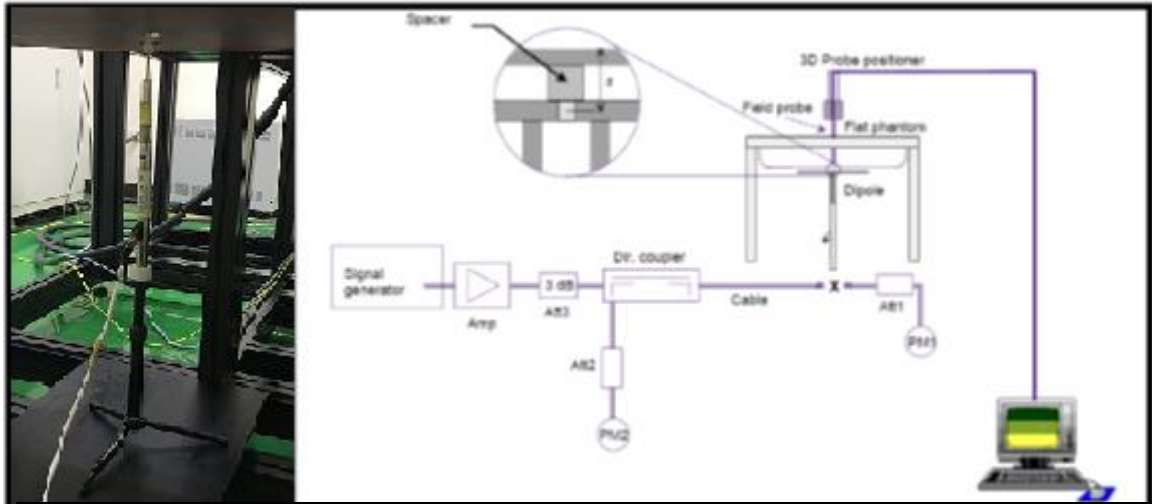 Spacer
s
3D Probe positioner
Field probe
Flat phantom
Dipole
Signal
generator
Amp
3 dB
Att3
Dir. coupler
Cable
x
Att1
PM1
Att2
PM2